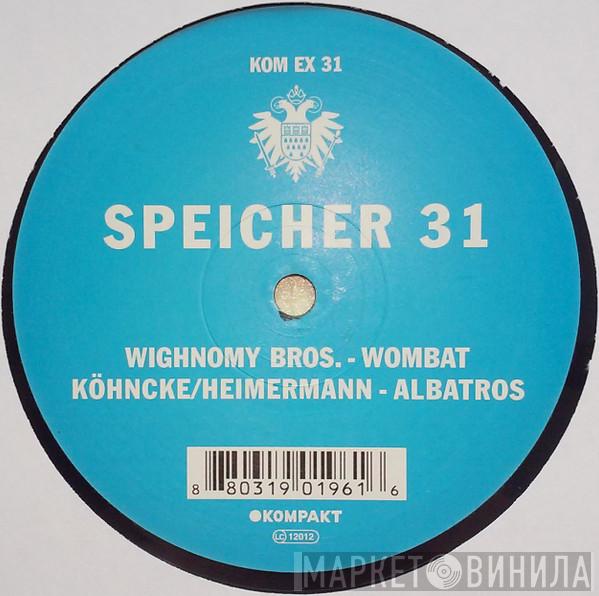 KOM EX 31
SPEICHER 31
WIGHNOMY BROS. - WOMBAT
KÖHNCKE/HEIMERMANN - ALBATROS
8 80319 01961 6
KOMPAKT
LC 12012
МАРКЕТ ВИНИЛА